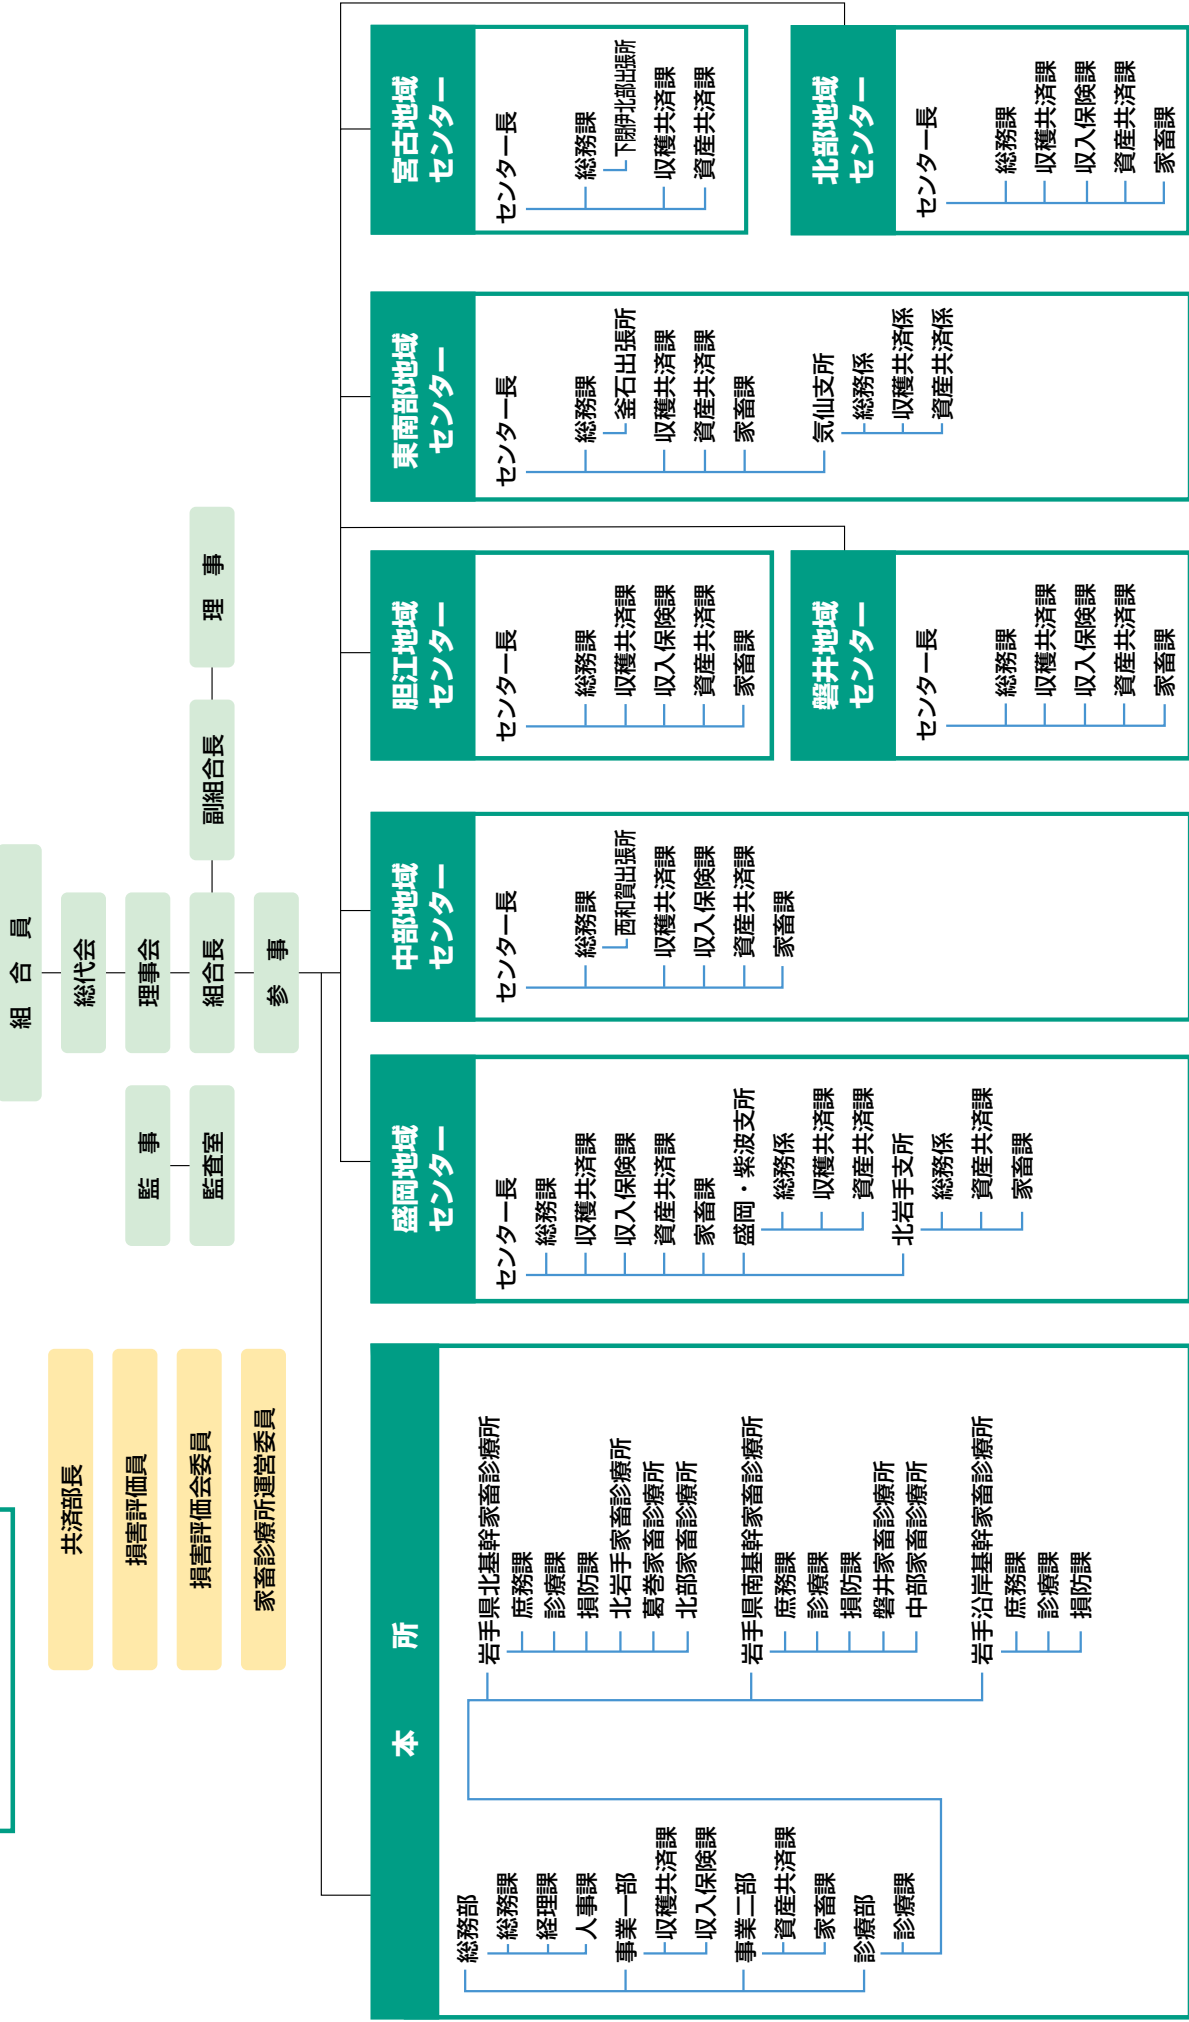 組合員
総代会
理事会
組合長
副組合長
理事
参事
監事
監査室
共済部長
損害評価員
損害評価会委員
家畜診療所運営委員
本所
総務部
総務課
経理課
人事課
事業一部
収穫共済課
収入保険課
事業二部
資産共済課
家畜課
診療部
診療課
岩手県北基幹家畜診療所
庶務課
診療課
損防課
北岩手家畜診療所
葛巻家畜診療所
北部家畜診療所
岩手県南基幹家畜診療所
庶務課
診療課
損防課
磐井家畜診療所
中部家畜診療所
岩手沿岸基幹家畜診療所
庶務課
診療課
損防課
盛岡地域
センター
センター長
総務課
収穫共済課
収入保険課
資産共済課
家畜課
盛岡・紫波支所
総務係
収穫共済課
資産共済課
北岩手支所
総務係
資産共済課
家畜課
中部地域
センター
センター長
総務課
西和賀出張所
収穫共済課
収入保険課
資産共済課
家畜課
胆江地域
センター
センター長
総務課
収穫共済課
収入保険課
資産共済課
家畜課
磐井地域
センター
センター長
総務課
収穫共済課
収入保険課
資産共済課
家畜課
東南部地域
センター
センター長
総務課
釜石出張所
収穫共済課
資産共済課
家畜課
気仙支所
総務係
収穫共済係
資産共済係
宮古地域
センター
センター長
総務課
下閉伊北部出張所
収穫共済課
資産共済課
北部地域
センター
センター長
総務課
収穫共済課
収入保険課
資産共済課
家畜課